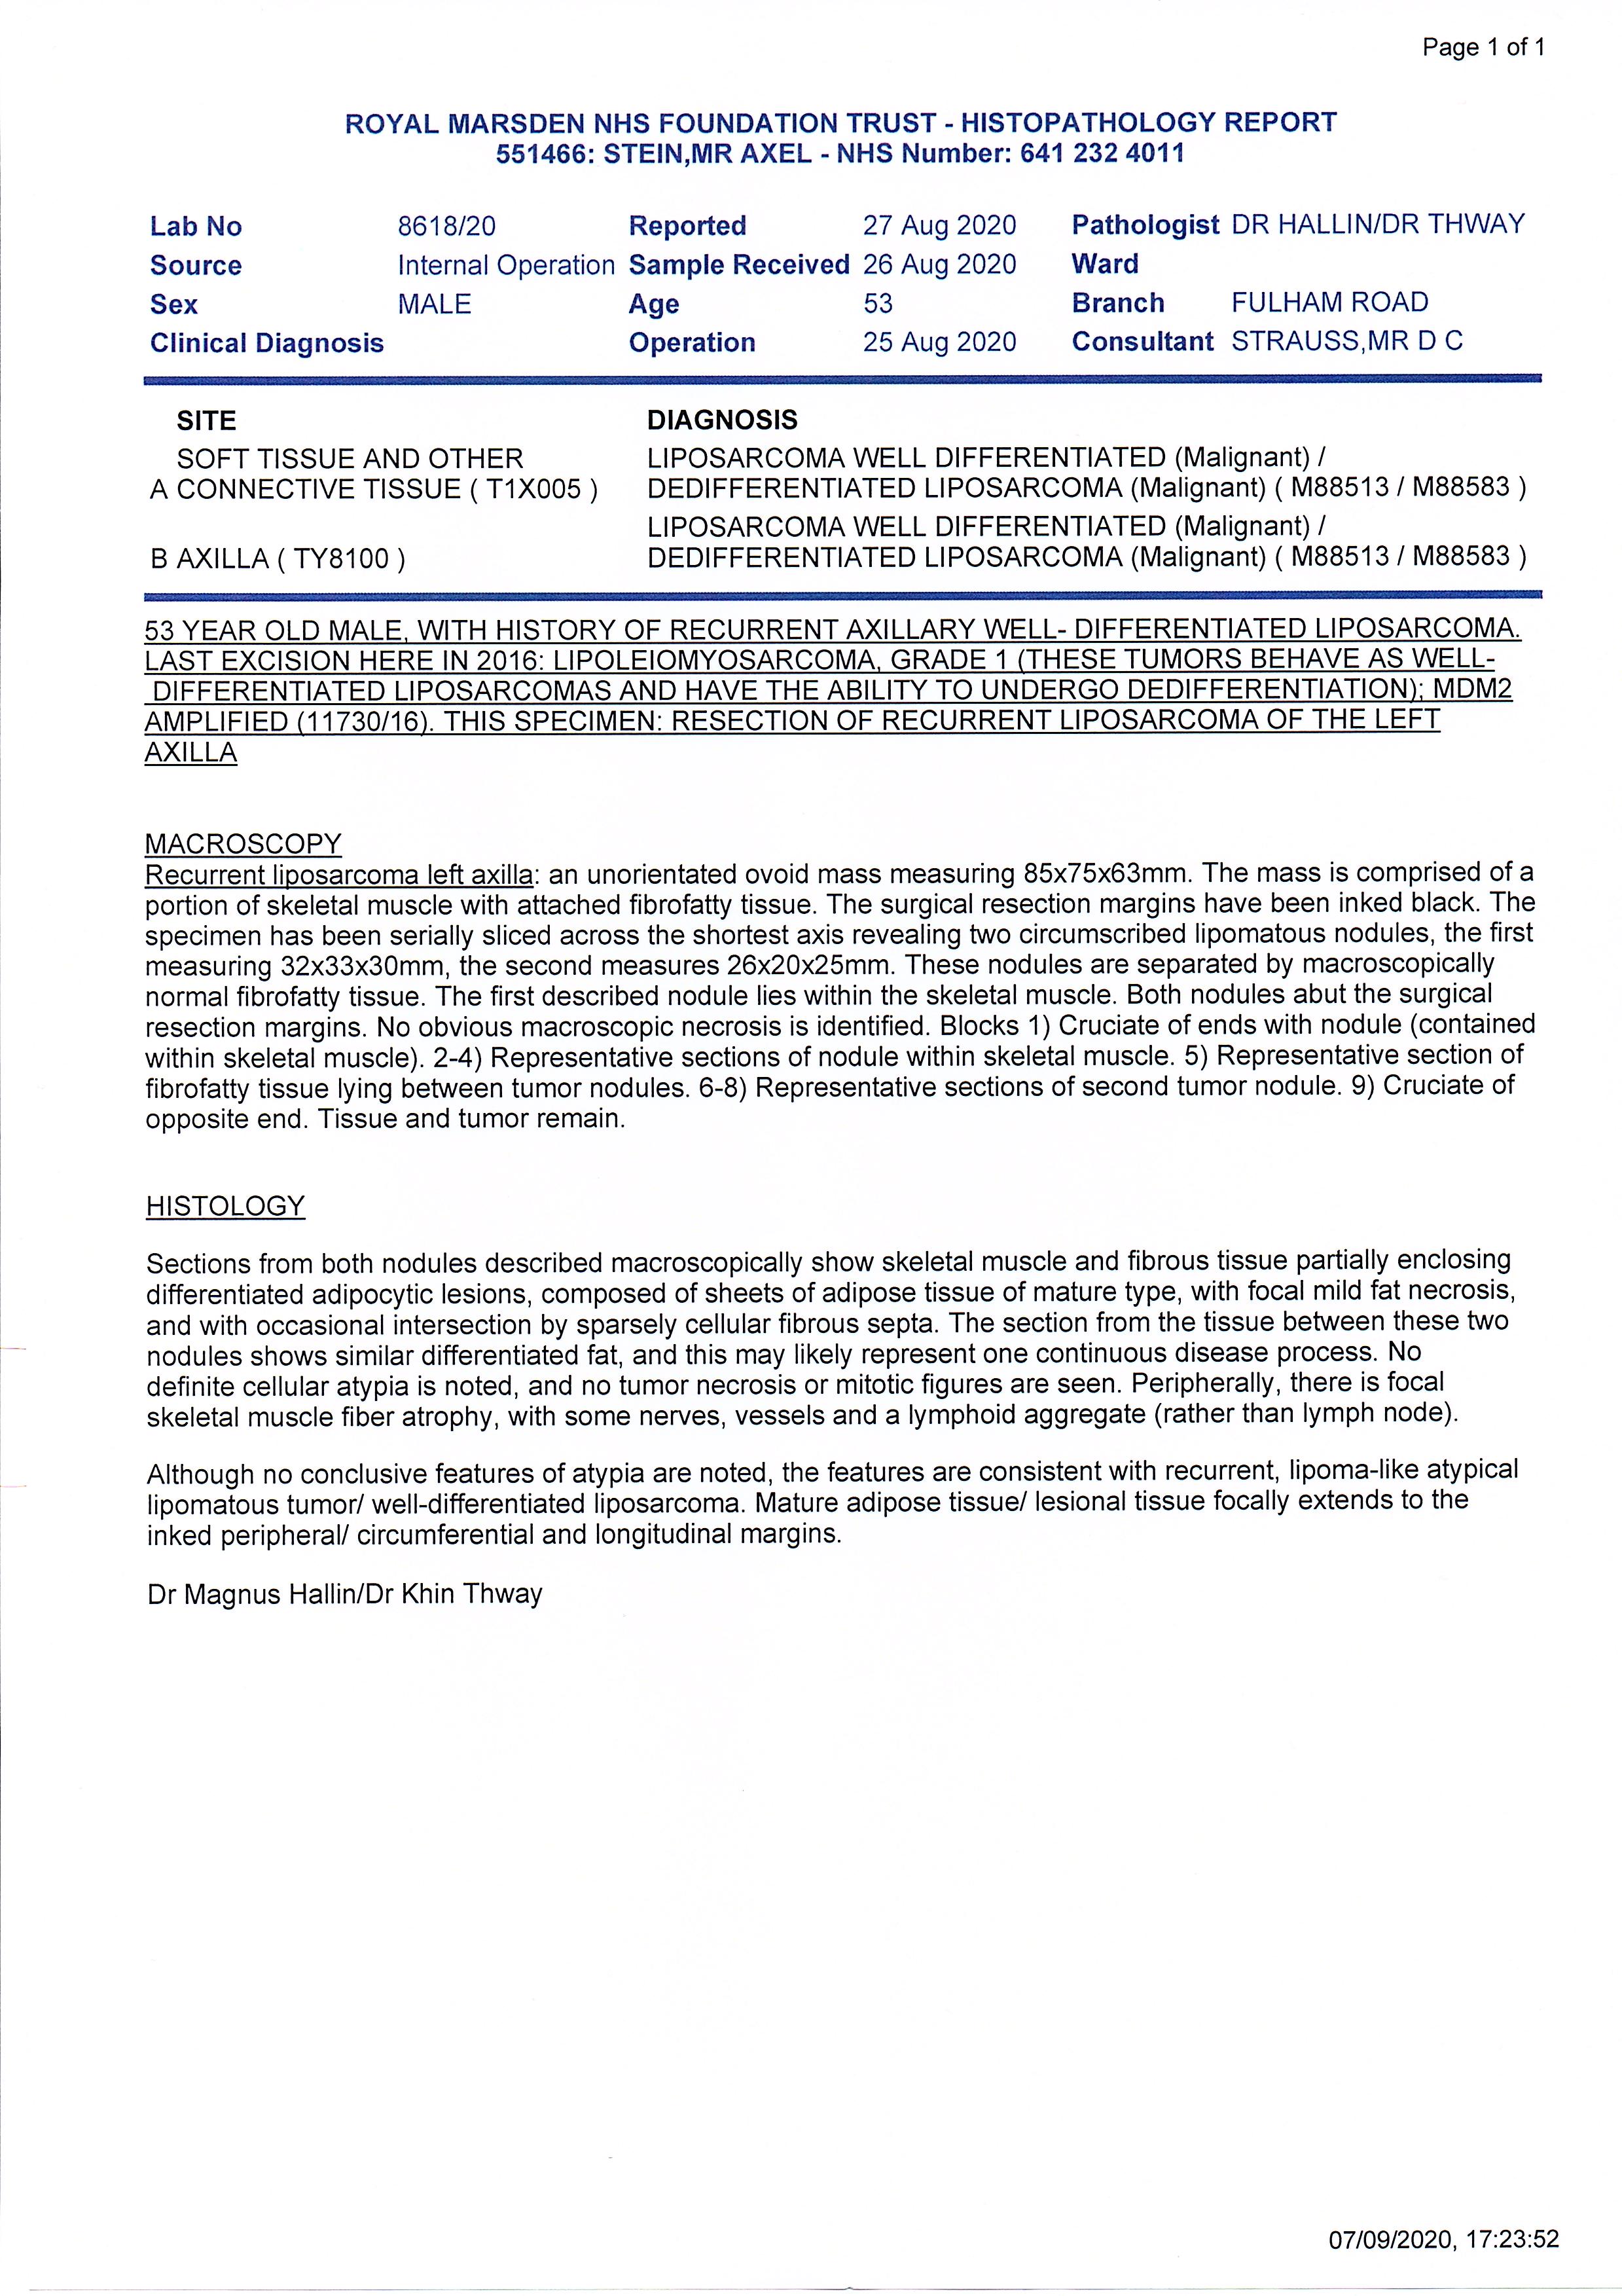 Page 1 of 1
ROYAL MARSDEN NHS FOUNDATION TRUST - HISTOPATHOLOGY REPORT
551466: STEIN,MR AXEL - NHS Number: 641 232 4011
Lab No 8618/20 Reported 27 Aug 2020 Pathologist DR HALLIN/DR THWAY
Source Internal Operation Sample Received 26 Aug 2020 Ward
Sex MALE Age 53 Branch FULHAM ROAD
Clinical Diagnosis Operation 25 Aug 2020 Consultant STRAUSS,MR D C
SITE DIAGNOSIS
SOFT TISSUE AND OTHER LIPOSARCOMA WELL DIFFERENTIATED (Malignant) /
A CONNECTIVE TISSUE ( T1X005 ) DEDIFFERENTIATED LIPOSARCOMA (Malignant) ( M88513 / M88583 )
LIPOSARCOMA WELL DIFFERENTIATED (Malignant) /
B AXILLA ( TY8100 ) DEDIFFERENTIATED LIPOSARCOMA (Malignant) ( M88513 / M88583 )
53 YEAR OLD MALE, WITH HISTORY OF RECURRENT AXILLARY WELL- DIFFERENTIATED LIPOSARCOMA.
LAST EXCISION HERE IN 2016: LIPOLEIOMYOSARCOMA, GRADE 1 (THESE TUMORS BEHAVE AS WELL-
DIFFERENTIATED LIPOSARCOMAS AND HAVE THE ABILITY TO UNDERGO DEDIFFERENTIATION); MDM2
AMPLIFIED (11730/16). THIS SPECIMEN: RESECTION OF RECURRENT LIPOSARCOMA OF THE LEFT
AXILLA
MACROSCOPY
Recurrent liposarcoma left axilla: an unorientated ovoid mass measuring 85x75x63mm. The mass is comprised of a
portion of skeletal muscle with attached fibrofatty tissue. The surgical resection margins have been inked black. The
specimen has been serially sliced across the shortest axis revealing two circumscribed lipomatous nodules, the first
measuring 32x33x30mm, the second measures 26x20x25mm. These nodules are separated by macroscopically
normal fibrofatty tissue. The first described nodule lies within the skeletal muscle. Both nodules abut the surgical
resection margins. No obvious macroscopic necrosis is identified. Blocks 1) Cruciate of ends with nodule (contained
within skeletal muscle). 2-4) Representative sections of nodule within skeletal muscle. 5) Representative section of
fibrofatty tissue lying between tumor nodules. 6-8) Representative sections of second tumor nodule. 9) Cruciate of
opposite end. Tissue and tumor remain.
HISTOLOGY
Sections from both nodules described macroscopically show skeletal muscle and fibrous tissue partially enclosing
differentiated adipocytic lesions, composed of sheets of adipose tissue of mature type, with focal mild fat necrosis,
and with occasional intersection by sparsely cellular fibrous septa. The section from the tissue between these two
nodules shows similar differentiated fat, and this may likely represent one continuous disease process. No
definite cellular atypia is noted, and no tumor necrosis or mitotic figures are seen. Peripherally, there is focal
skeletal muscle fiber atrophy, with some nerves, vessels and a lymphoid aggregate (rather than lymph node).
Although no conclusive features of atypia are noted, the features are consistent with recurrent, lipoma-like atypical
lipomatous tumor/ well-differentiated liposarcoma. Mature adipose tissue/ lesional tissue focally extends to the
inked peripheral/ circumferential and longitudinal margins.
Dr Magnus Hallin/Dr Khin Thway
07/09/2020, 17:23:52